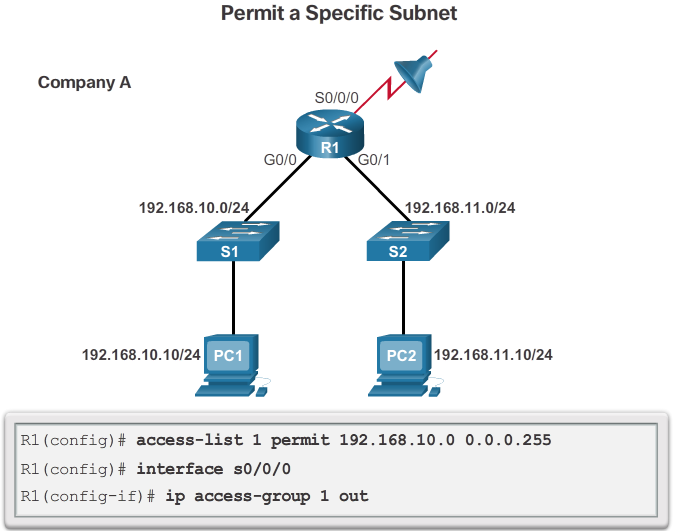 Permit a Specific Subnet
Company A
S0/0/0
R1
G0/0
G0/1
192.168.10.0/24
192.168.11.0/24
S1
S2
192.168.10.10/24
PC1
PC2
192.168.11.10/24
R1(config)# access-list 1 permit 192.168.10.0 0.0.0.255
R1(config)# interface s0/0/0
R1(config-if)# ip access-group 1 out